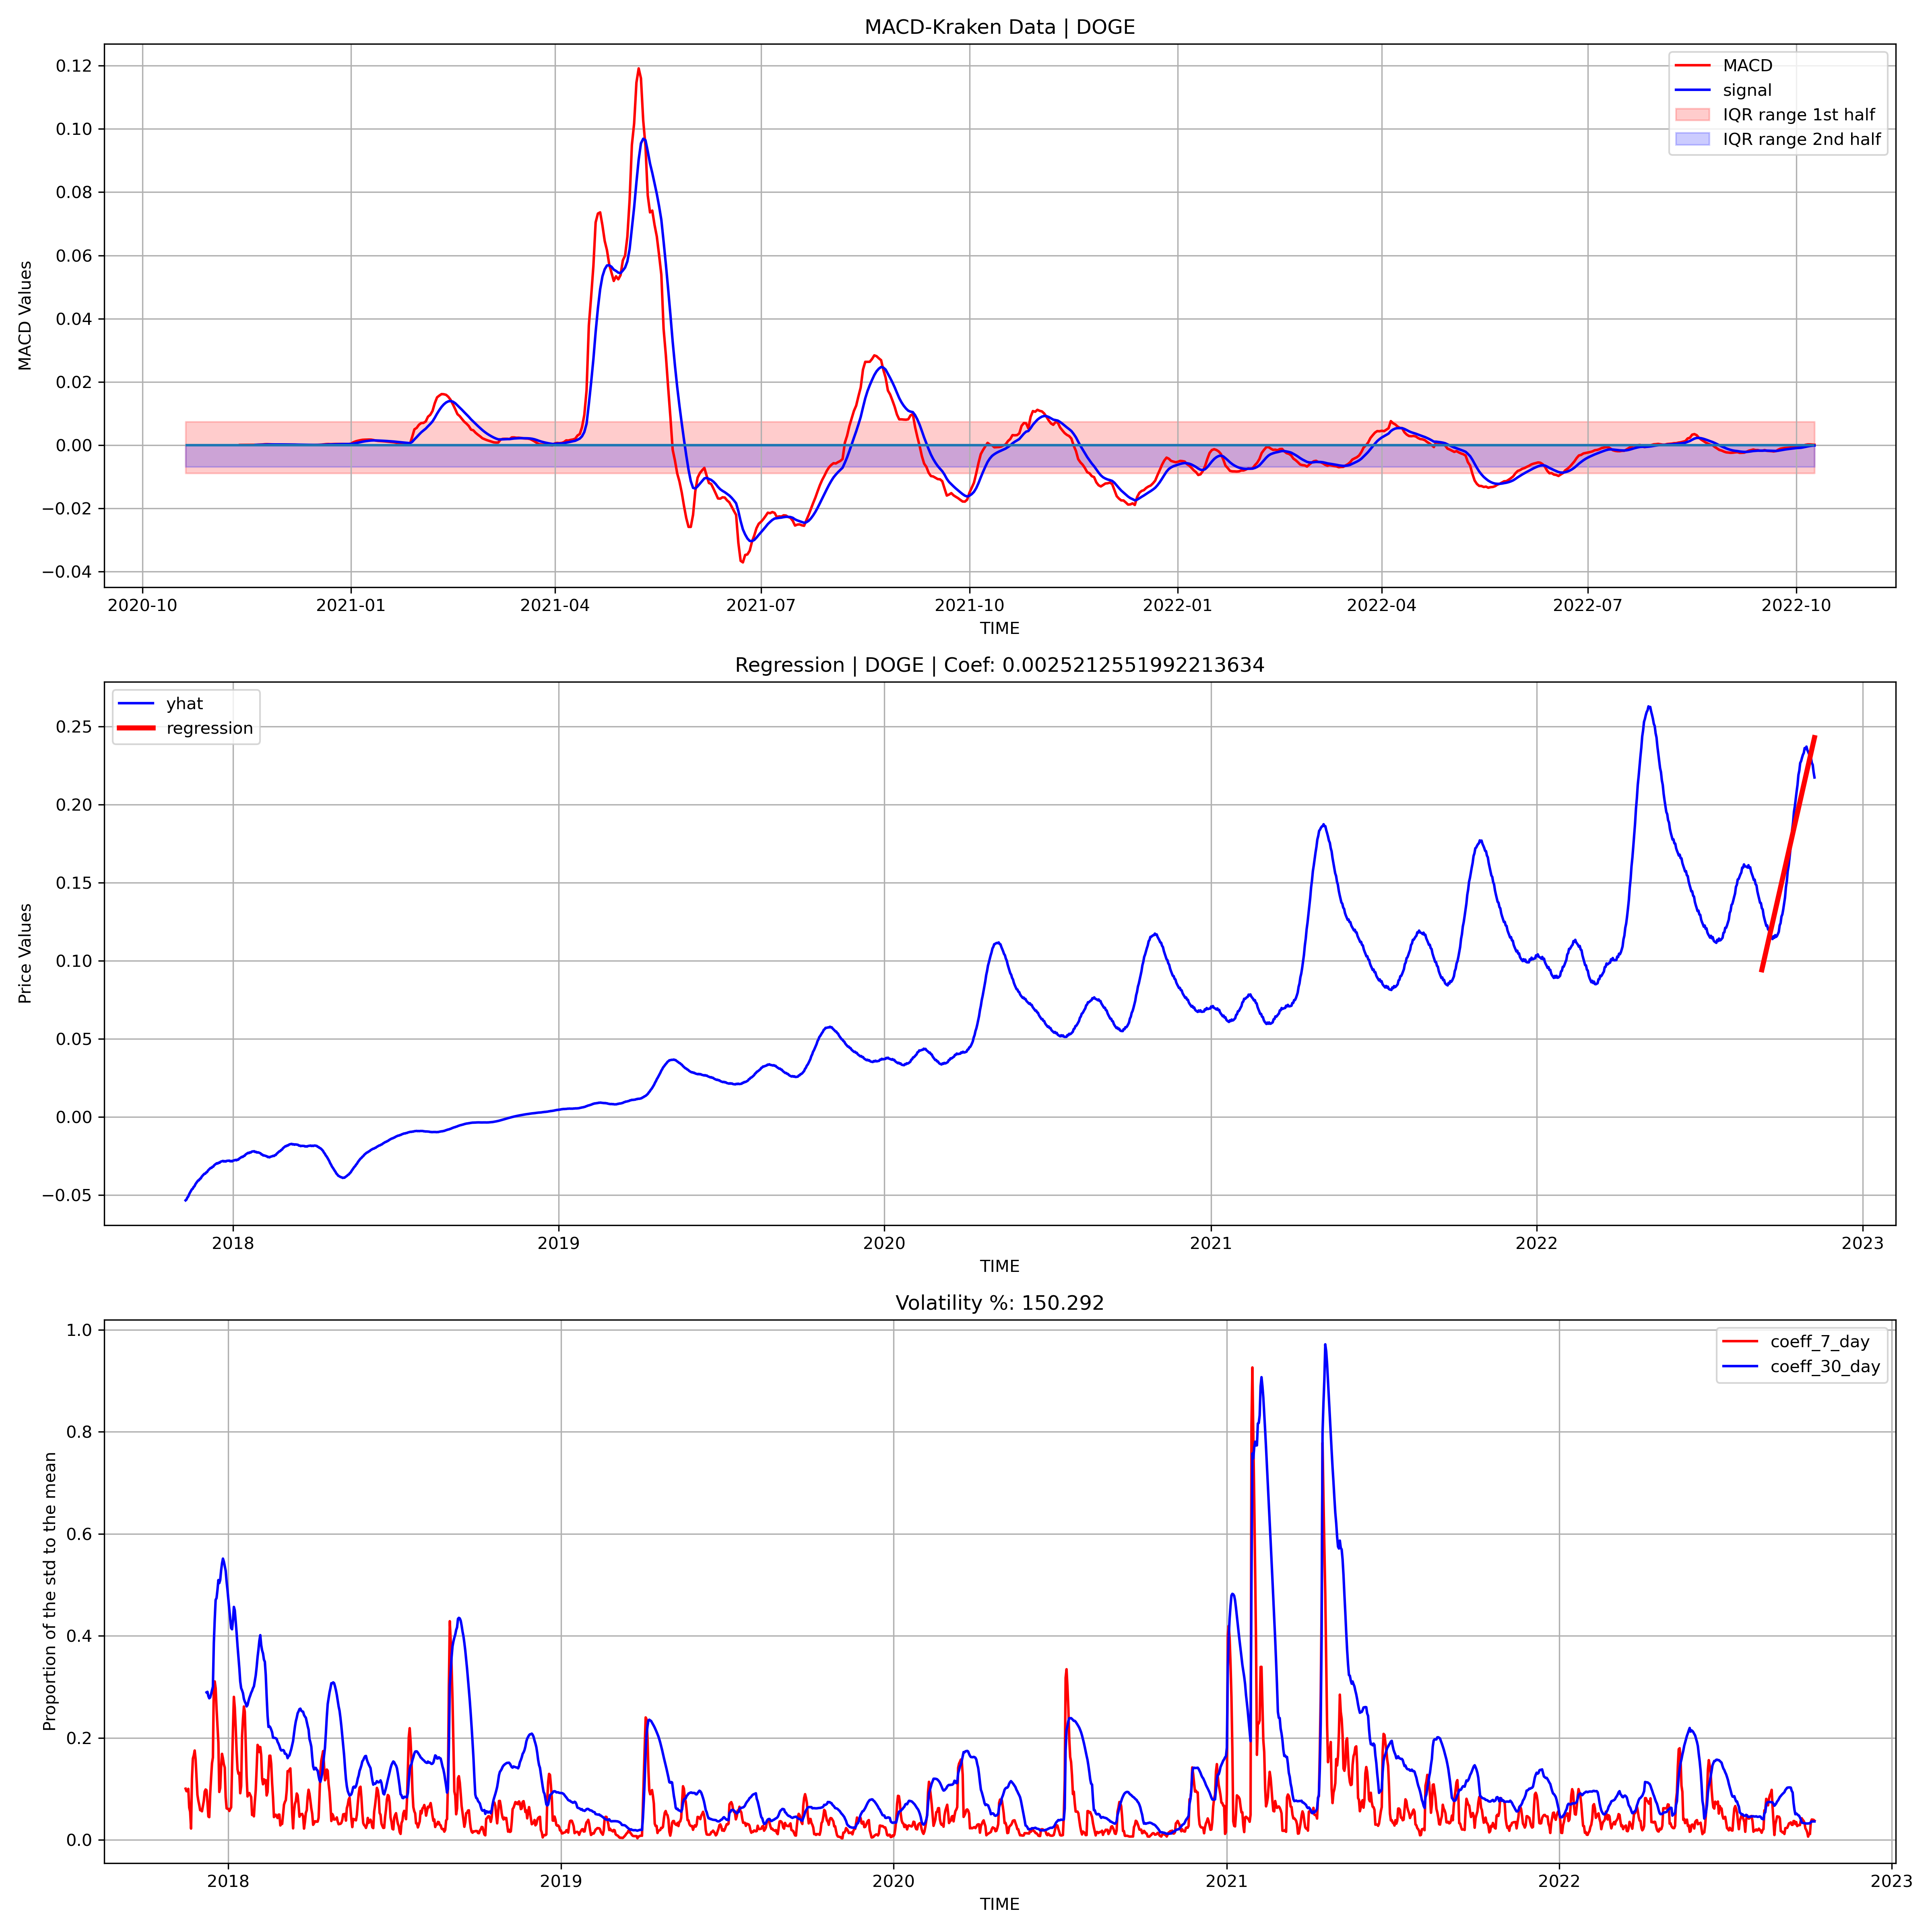 MACD-Kraken Data | DOGE
MACD
signal
IQR range 1st half
IQR range 2nd half
0.12
0.10
0.08
0.06
0.04
0.02
0.00
−0.02
−0.04
MACD Values
2020-10 2021-01 2021-04 2021-07 2021-10 2022-01 2022-04 2022-07 2022-10
TIME
Regression | DOGE | Coef: 0.0025212551992213634
yhat
regression
0.25
0.20
0.15
0.10
0.05
0.00
−0.05
Price Values
2018 2019 2020 2021 2022 2023
TIME
Volatility %: 150.292
coeff_7_day
coeff_30_day
1.0
0.8
0.6
0.4
0.2
0.0
Proportion of the std to the mean
2018 2019 2020 2021 2022 2023
TIME